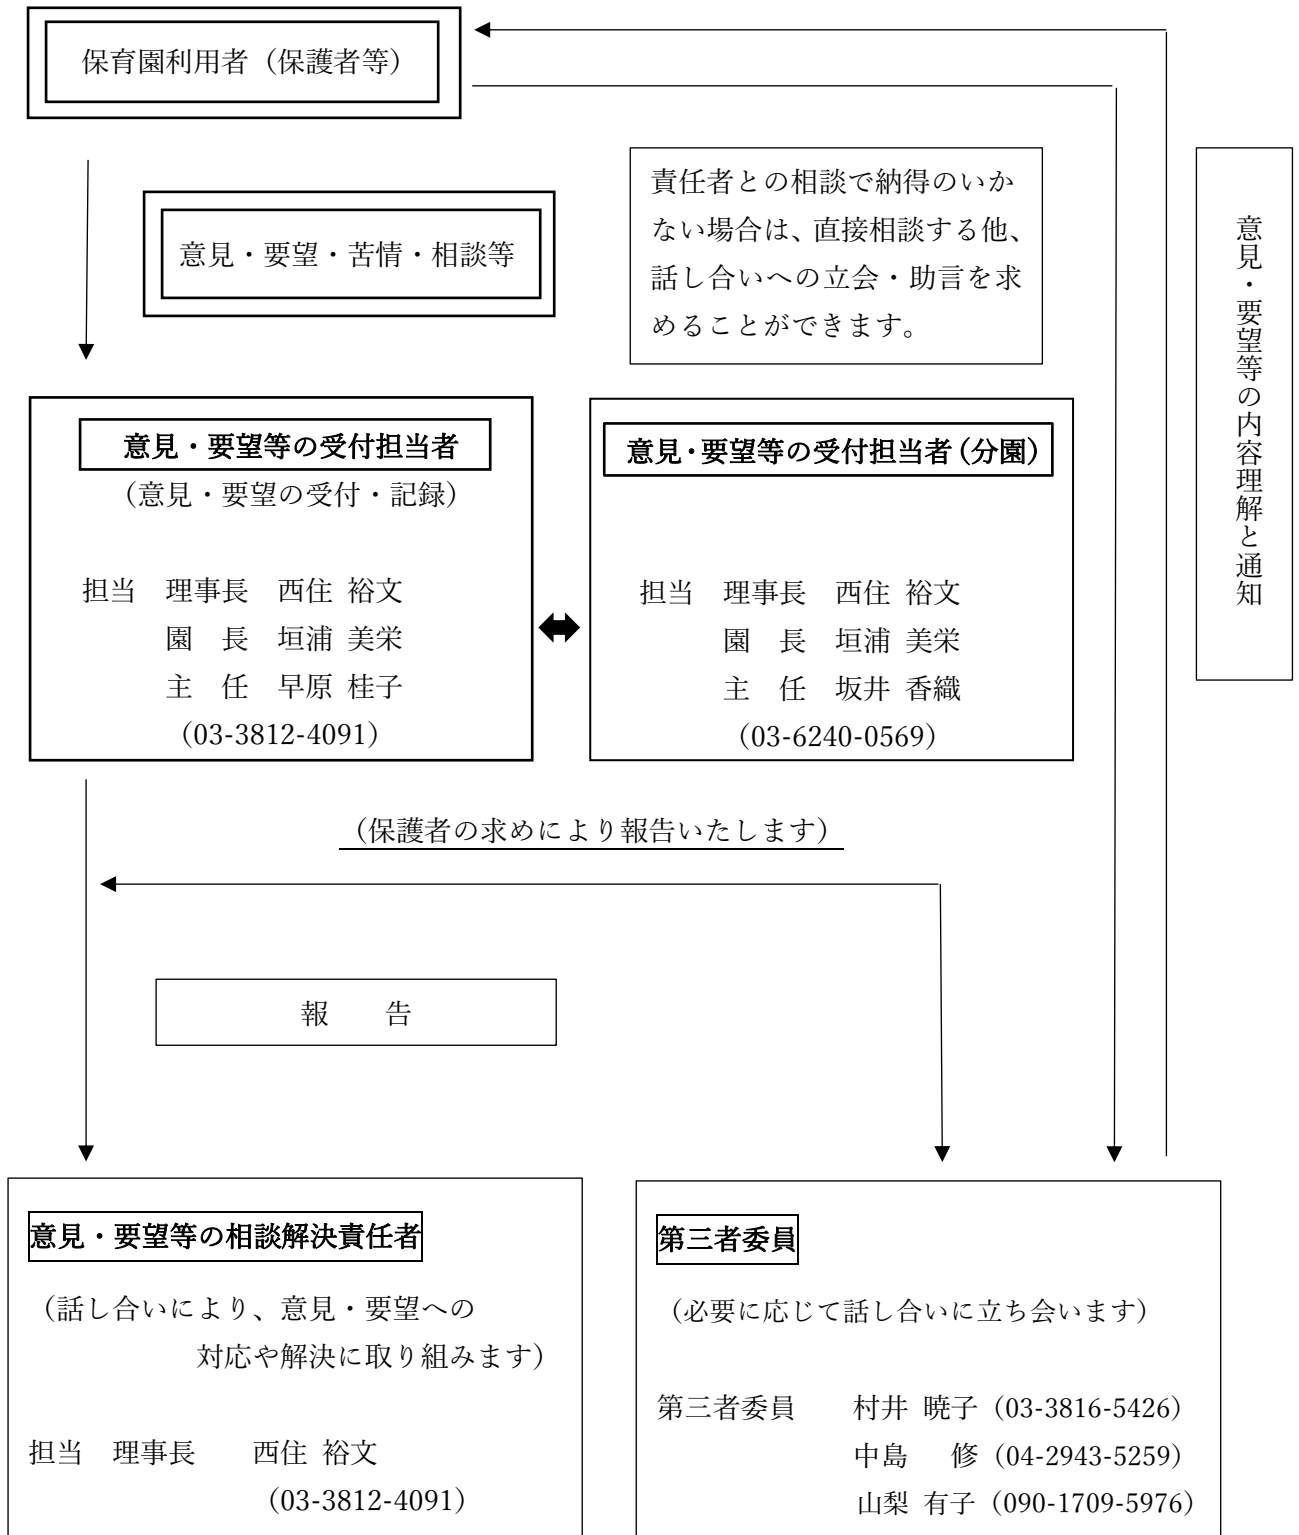 保育園利用者（保護者等）
意見・要望・苦情・相談等
責任者との相談で納得のいか
ない場合は、直接相談する他、
話し合いへの立会・助言を求
めることができます。
意見・要望等の内容理解と通知
意見・要望等の受付担当者
（意見・要望の受付・記録）
担当　理事長　西住 裕文
園　長　垣浦 美栄
主　任　早原 桂子
（03-3812-4091）
意見・要望等の受付担当者（分園）
担当　理事長　西住 裕文
園　長　垣浦 美栄
主　任　坂井 香織
（03-6240-0569）
（保護者の求めにより報告いたします）
報　　告
意見・要望等の相談解決責任者
（話し合いにより、意見・要望への
対応や解決に取り組みます）
担当　理事長　　西住 裕文
（03-3812-4091）
第三者委員
（必要に応じて話し合いに立ち会います）
第三者委員　　村井 暁子（03-3816-5426）
中島　 修（04-2943-5259）
山梨 有子（090-1709-5976）